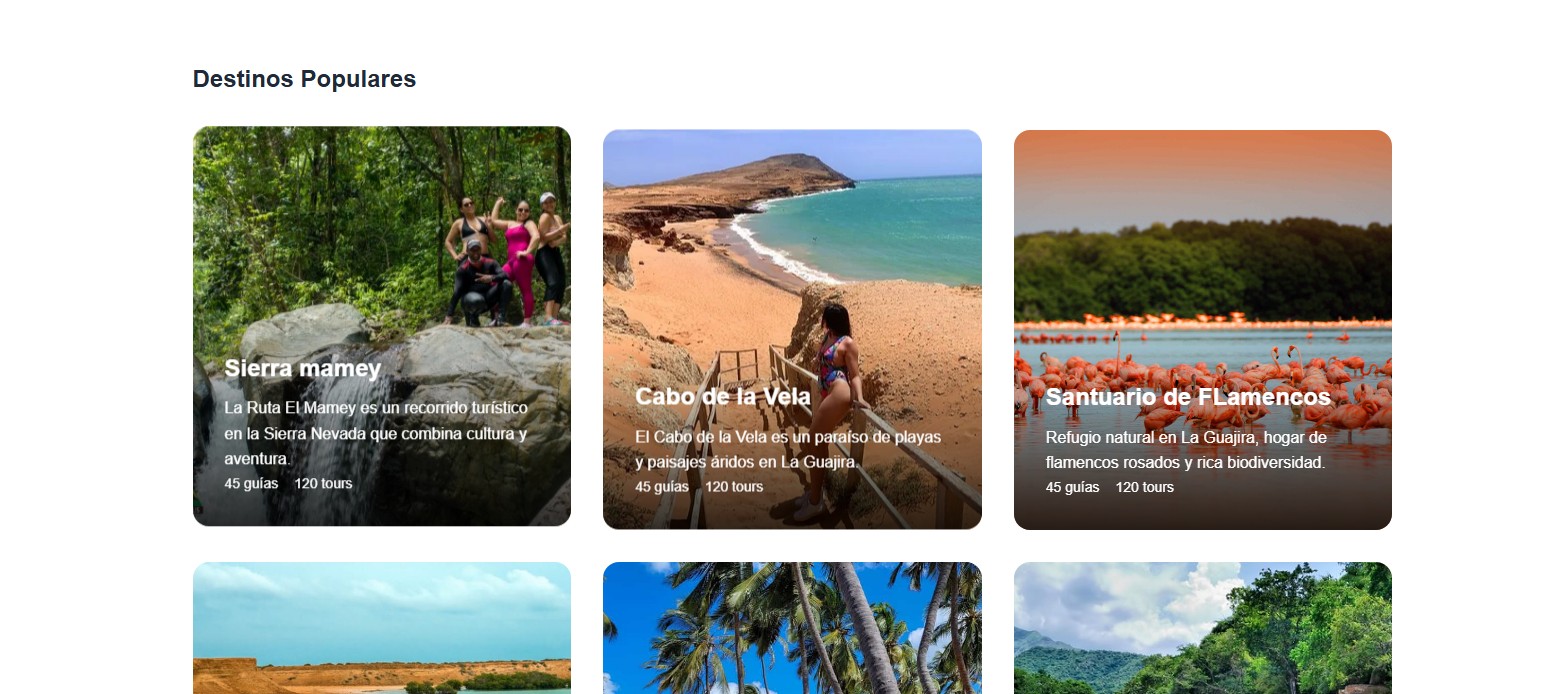 Destinos Populares
Sierra mamey
La Ruta El Mamey es un recorrido turístico
en la Sierra Nevada que combina cultura y
aventura.
45 guías 120 tours
Cabo de la Vela
El Cabo de la Vela es un paraíso de playas
y paisajes áridos en La Guajira.
45 guías 120 tours
Santuario de FLamencos
Refugio natural en La Guajira, hogar de
flamencos rosados y rica biodiversidad.
45 guías 120 tours